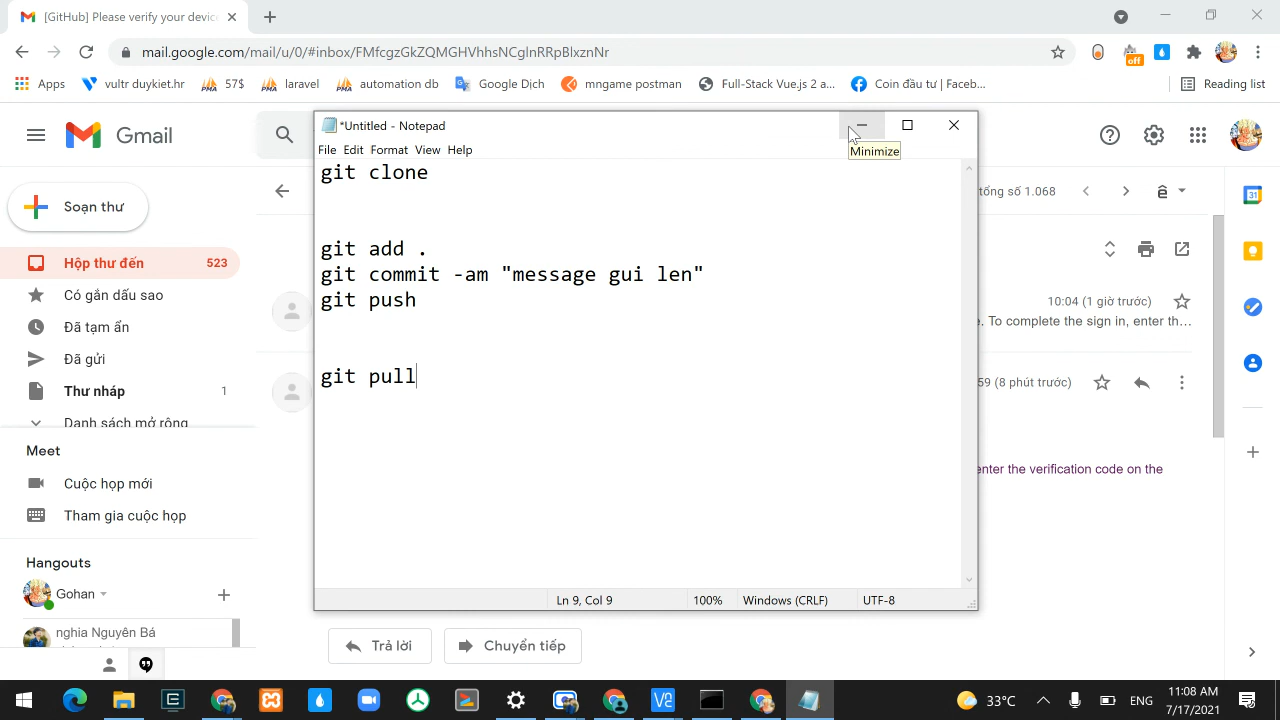 [GitHub] Please verify your devic
mail.google.com/mail/u/0/#inbox/FMfcgzGkZQMGHVhhsNCglnRRpBlxznNr
off
Apps
vultr duykiet.hr
57$
laravel
automation db
Google Dịch
mngame postman
Full-Stack Vue.js 2 a...
Coin đầu tư | Faceb...
Reading list
Gmail
*Untitled - Notepad
File Edit Format View Help
Minimize
git clone
git add .
git commit -am "message gui len"
git push
git pull
Ln 9, Col 9
100%
Windows (CRLF)
UTF-8
Soạn thư
Hộp thư đến 523
Có gắn dấu sao
Đã tạm ẩn
Đã gửi
Thư nháp 1
Danh sách mở rộng
Meet
Cuộc họp mới
Tham gia cuộc họp
Hangouts
Gohan
nghia Nguyên Bá
tổng số 1.068
31
10:04 (1 giờ trước)
. To complete the sign in, enter th...
59 (8 phút trước)
enter the verification code on the
Trả lời
Chuyển tiếp
33°C
ENG
11:08 AM
7/17/2021